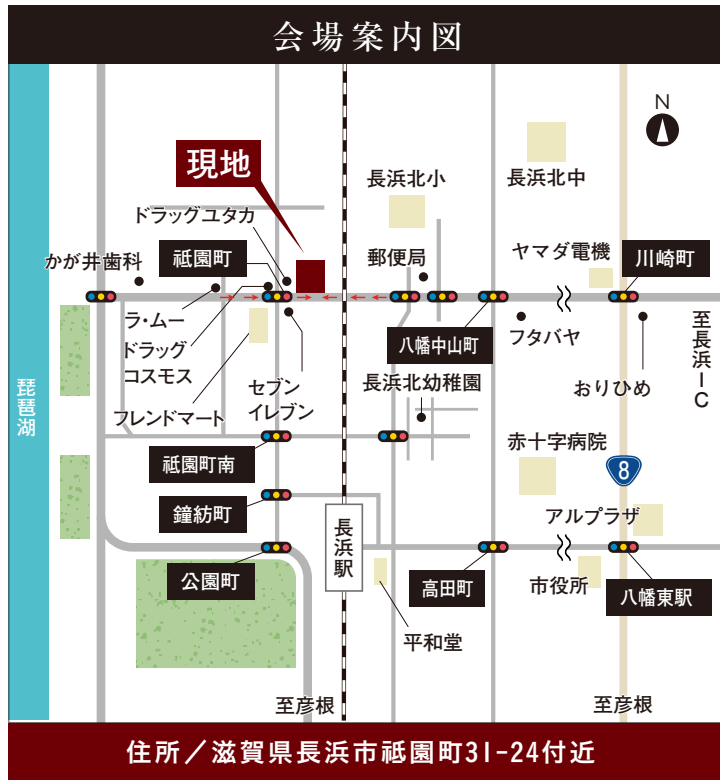 会場案内図
N
現地
長浜北小
長浜北中
ドラッグユタカ
かが井歯科
祇園町
郵便局
ヤマダ電機
川崎町
ラ・ムー
ドラッグ
コスモス
八幡中山町
フタバヤ
至長浜IC
フレンドマート
セブン
イレブン
長浜北幼稚園
おりひめ
琵琶湖
祇園町南
赤十字病院
8
鐘紡町
長浜駅
アルプラザ
公園町
高田町
市役所
八幡東駅
平和堂
至彦根
至彦根
住所／滋賀県長浜市祇園町31-24付近